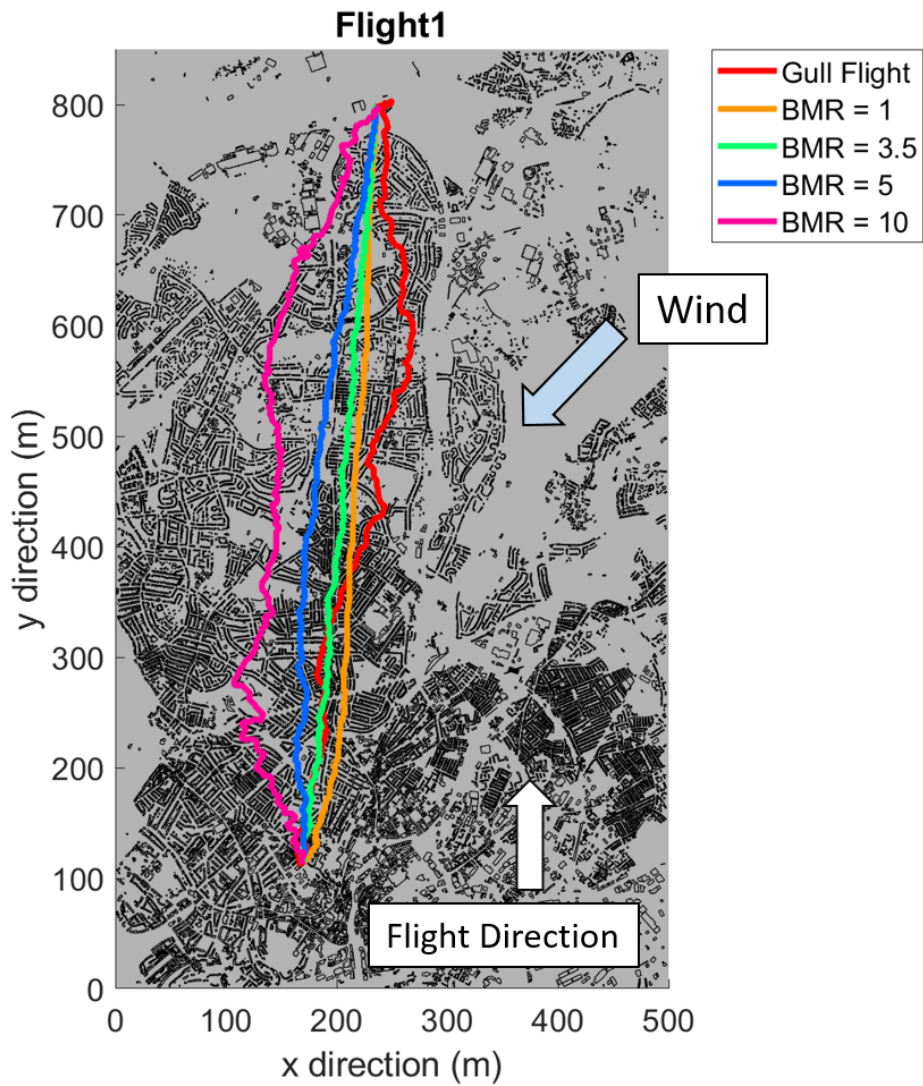 Flight1
Gull Flight
BMR = 1
BMR = 3.5
BMR = 5
BMR = 10
Wind
Flight Direction
y direction (m)
800
700
600
500
400
300
200
100
0
0 100 200 300 400 500
x direction (m)